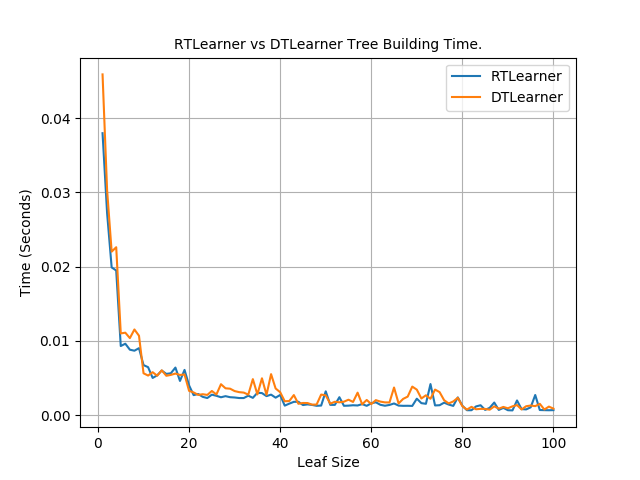 RTLearner vs DTLearner Tree Building Time.
RTLearner
DTLearner
Time (Seconds)
0.04
0.03
0.02
0.01
0.00
0 20 40 60 80 100
Leaf Size